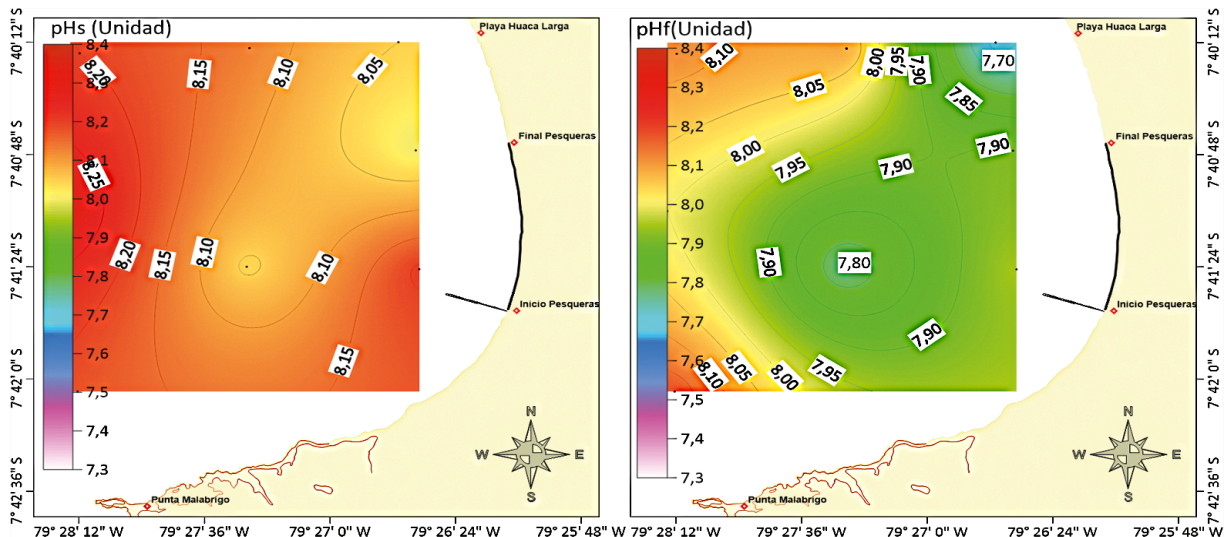 pHs (Unidad)
8,4
8,3
8,2
8,1
8,0
7,9
7,8
7,7
7,6
7,5
7,4
7,3
8,20
8,15
8,10
8,05
8,25
8,20
8,15
8,10
8,10
8,15
Playa Huaca Larga
Final Pesqueras
Inicio Pesqueras
Punta Malabrigo
N
W E
S
7° 40' 12" S
7° 40' 48" S
7° 41' 24" S
7° 42' 0" S
7° 42' 36" S
79° 28' 12" W
79° 27' 36" W
79° 27' 0" W
79° 26' 24" W
79° 25' 48" W
pHf(Unidad)
8,4
8,3
8,2
8,1
8,0
7,9
7,8
7,7
7,6
7,5
7,4
7,3
8,10
8,05
8,00
7,95
7,90
7,70
7,85
8,00
7,95
7,90
7,90
7,90
7,80
7,90
8,10
8,05
8,00
7,95
Playa Huaca Larga
Final Pesqueras
Inicio Pesqueras
Punta Malabrigo
N
W E
S
7° 40' 12" S
7° 40' 48" S
7° 41' 24" S
7° 42' 0" S
7° 42' 36" S
79° 28' 12" W
79° 27' 36" W
79° 27' 0" W
79° 26' 24" W
79° 25' 48" W